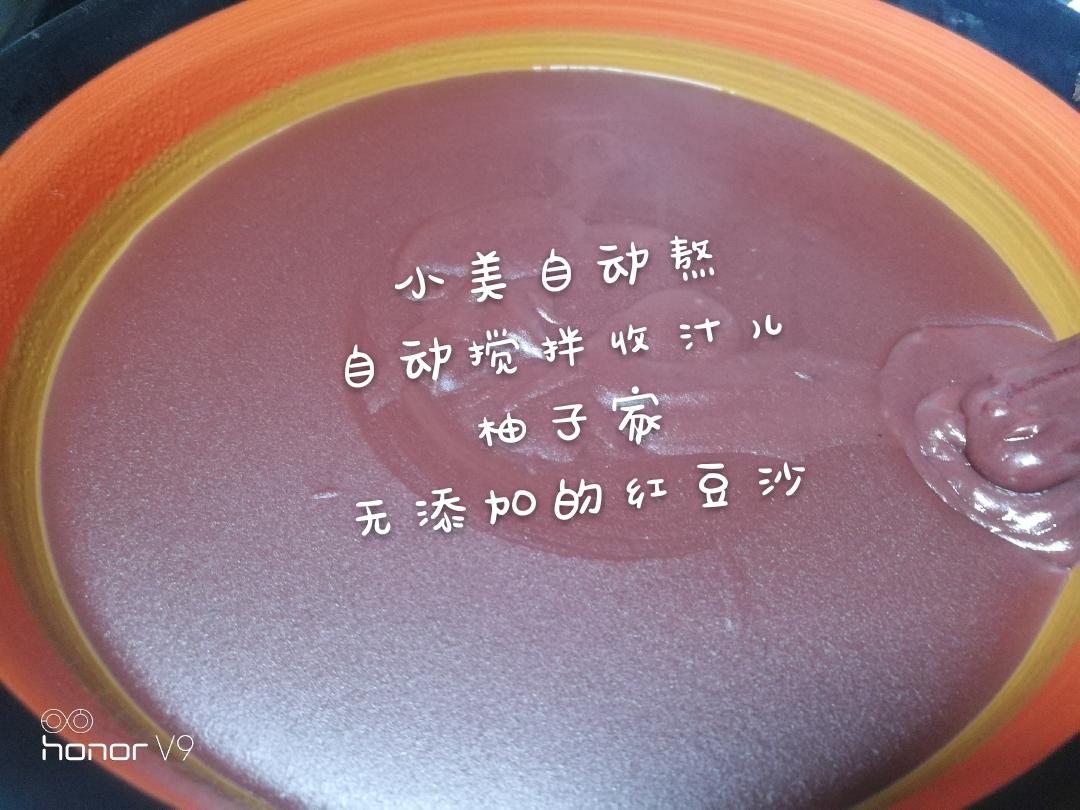 小美自动熬
自动搅拌收汁儿
柚子家
无添加的红豆沙
honor V9